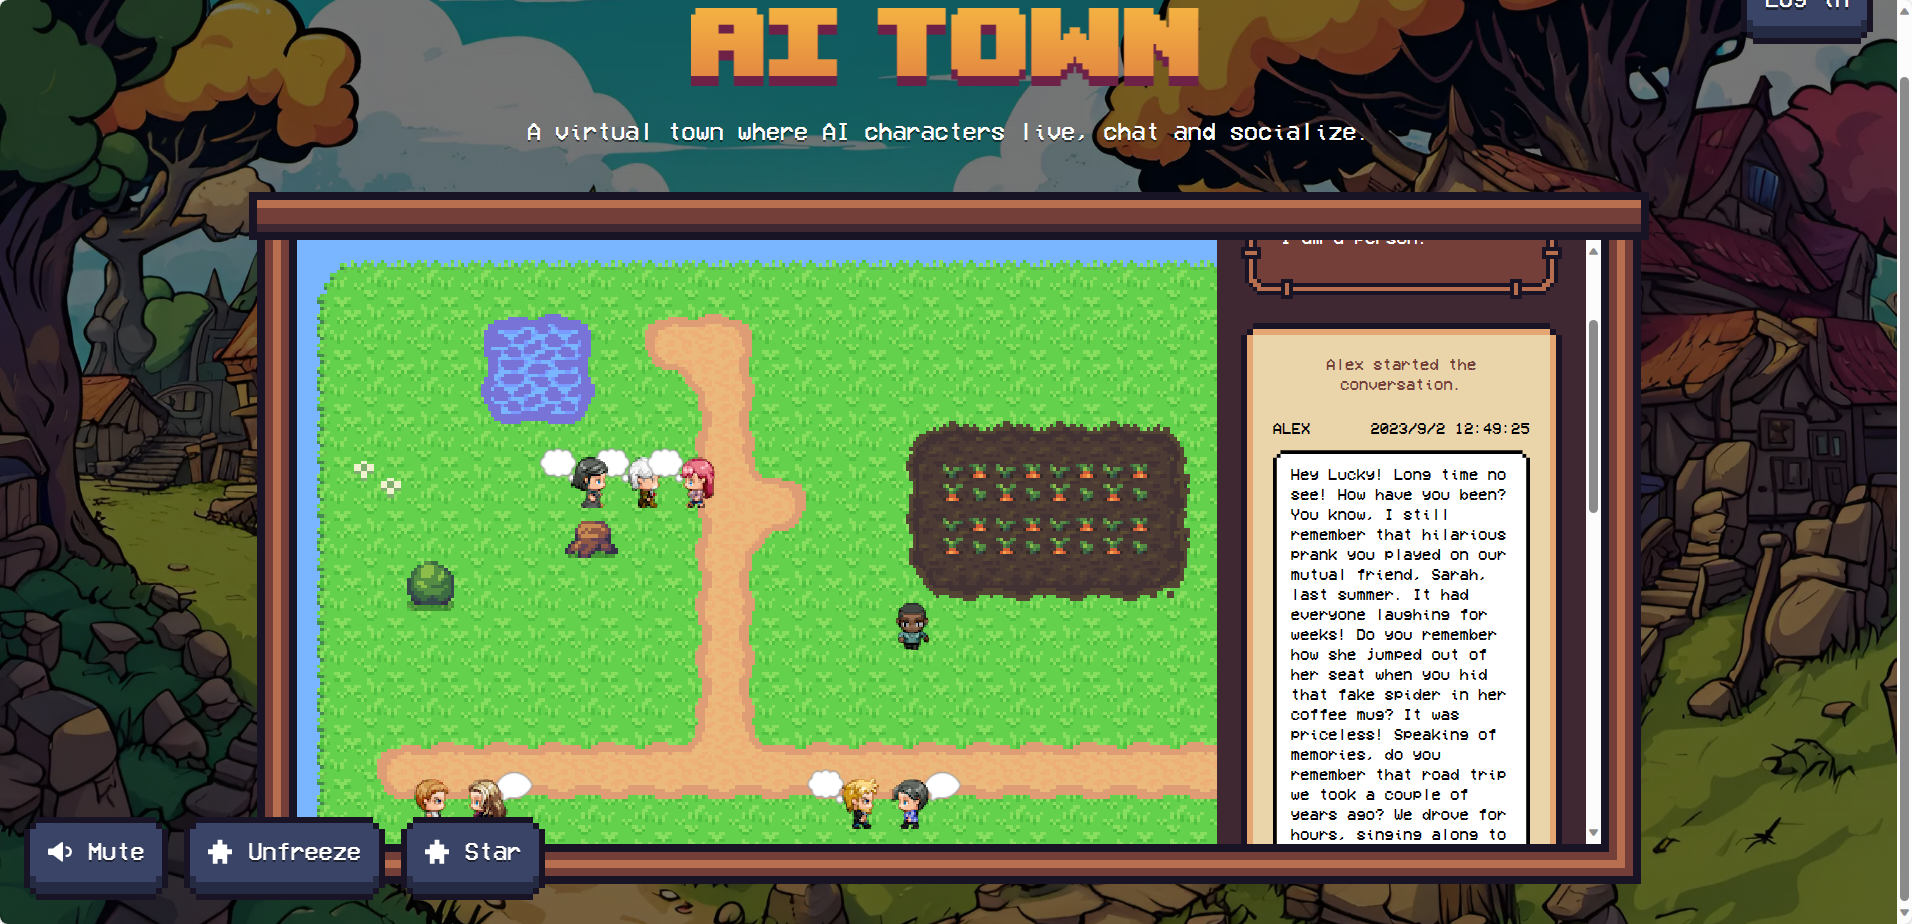 Log in
AI TOWN
A virtual town where AI characters live, chat and socialize.
I am a person.
Alex started the
conversation.
ALEX 2023/9/2 12:49:25
Hey Lucky! Long time no
see! How have you been?
You know, I still
remember that hilarious
prank you played on our
mutual friend, Sarah,
last summer. It had
everyone laughing for
weeks! Do you remember
how she jumped out of
her seat when you hid
that fake spider in her
coffee mug? It was
priceless! Speaking of
memories, do you
remember that road trip
we took a couple of
years ago? We drove for
hours, singing along to
Mute
Unfreeze
Star